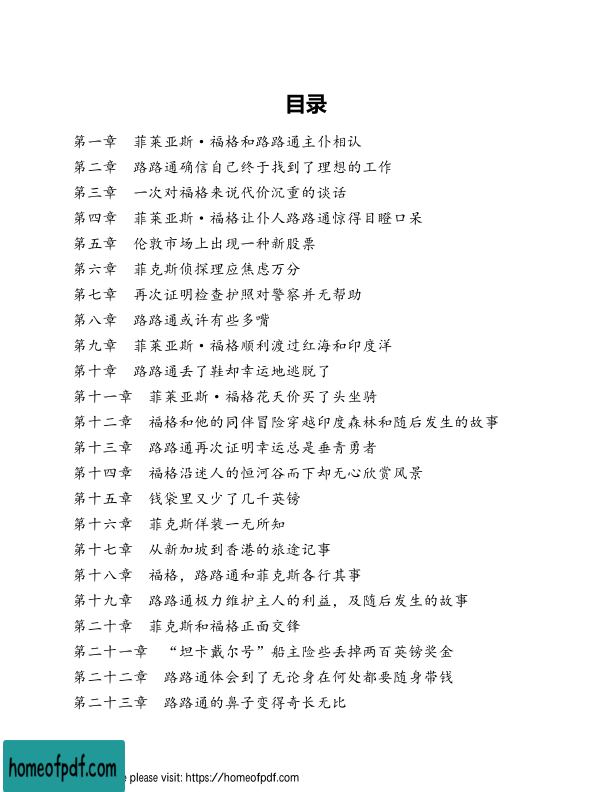 目录
第一章 菲莱亚斯·福格和路路通主仆相认
第二章 路路通确信自己终于找到了理想的工作
第三章 一次对福格来说代价沉重的谈话
第四章 菲莱亚斯·福格让仆人路路通惊得目瞪口呆
第五章 伦敦市场上出现一种新股票
第六章 菲克斯侦探理应焦虑万分
第七章 再次证明检查护照对警察并无帮助
第八章 路路通或许有些多嘴
第九章 菲莱亚斯·福格顺利渡过红海和印度洋
第十章 路路通丢了鞋却幸运地逃脱了
第十一章 菲莱亚斯·福格花天价买了头坐骑
第十二章 福格和他的同伴冒险穿越印度森林和随后发生的故事
第十三章 路路通再次证明幸运总是垂青勇者
第十四章 福格沿迷人的恒河谷而下却无心欣赏风景
第十五章 钱袋里又少了几千英镑
第十六章 菲克斯佯装一无所知
第十七章 从新加坡到香港的旅途记事
第十八章 福格，路路通和菲克斯各行其事
第十九章 路路通极力维护主人的利益，及随后发生的故事
第二十章 菲克斯和福格正面交锋
第二十一章 “坦卡戴尔号”船主险些丢掉两百英镑奖金
第二十二章 路路通体会到了无论身在何处都要随身带钱
第二十三章 路路通的鼻子变得奇长无比
homeofpdf.com
e please visit: https://homeofpdf.com